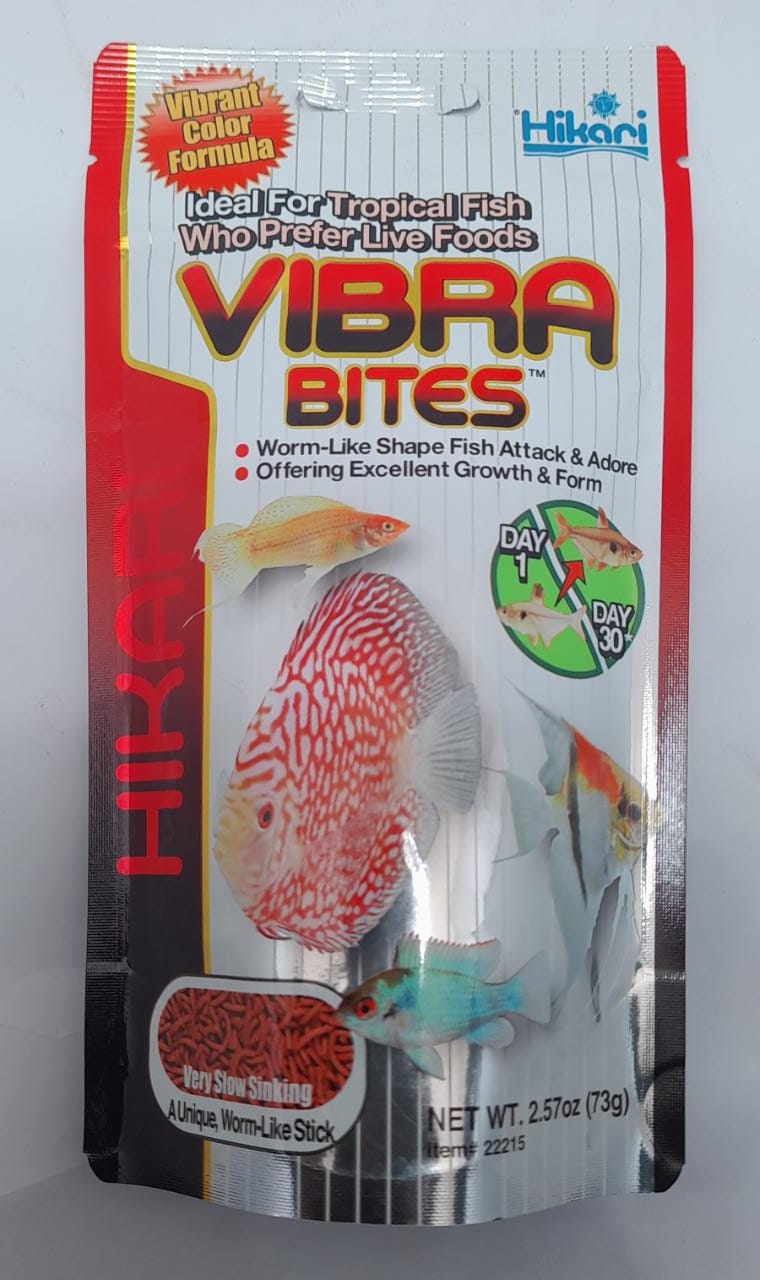 Vibrant
Color
Formula
Hikari
Ideal For Tropical Fish
Who Prefer Live Foods
VIBRA
BITES™
• Worm-Like Shape Fish Attack & Adore
• Offering Excellent Growth & Form
DAY
1
DAY
30*
HIKARI
Very Slow Sinking
A Unique, Worm-Like Stick
NET WT. 2.57oz (73g)
Item# 22215